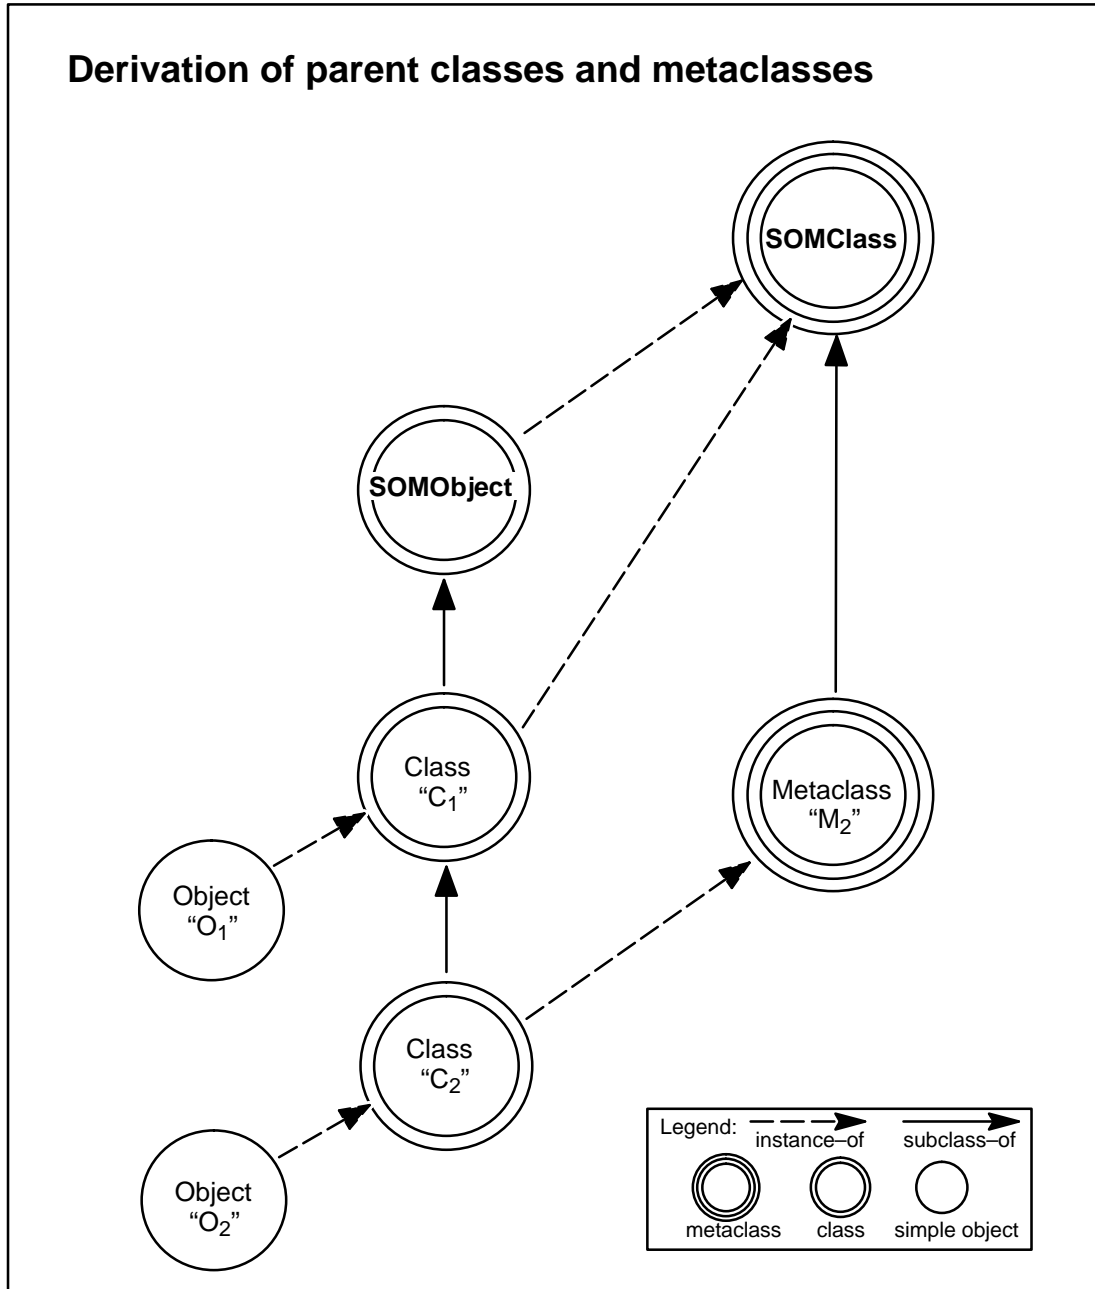 Derivation of parent classes and metaclasses
SOMClass
SOMObject
Class
“C1”
Metaclass
“M2”
Object
“O1”
Class
“C2”
Object
“O2”
Legend:
instance–of
subclass–of
metaclass
class
simple object